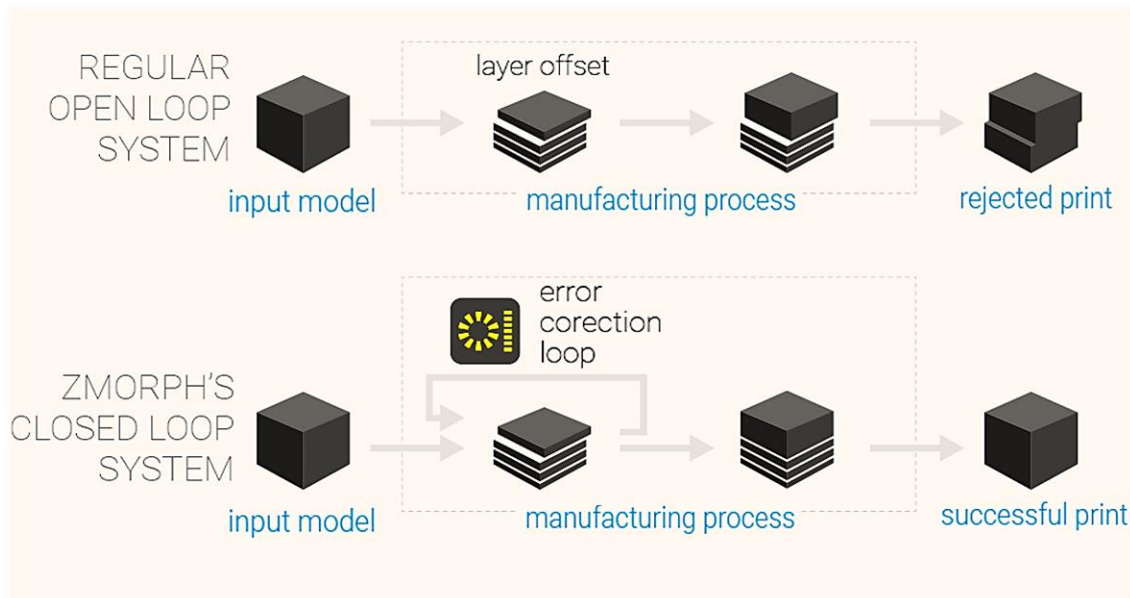 REGULAR
OPEN LOOP
SYSTEM
layer offset
input model
manufacturing process
rejected print
error
corection
loop
ZMORPH'S
CLOSED LOOP
SYSTEM
input model
manufacturing process
successful print